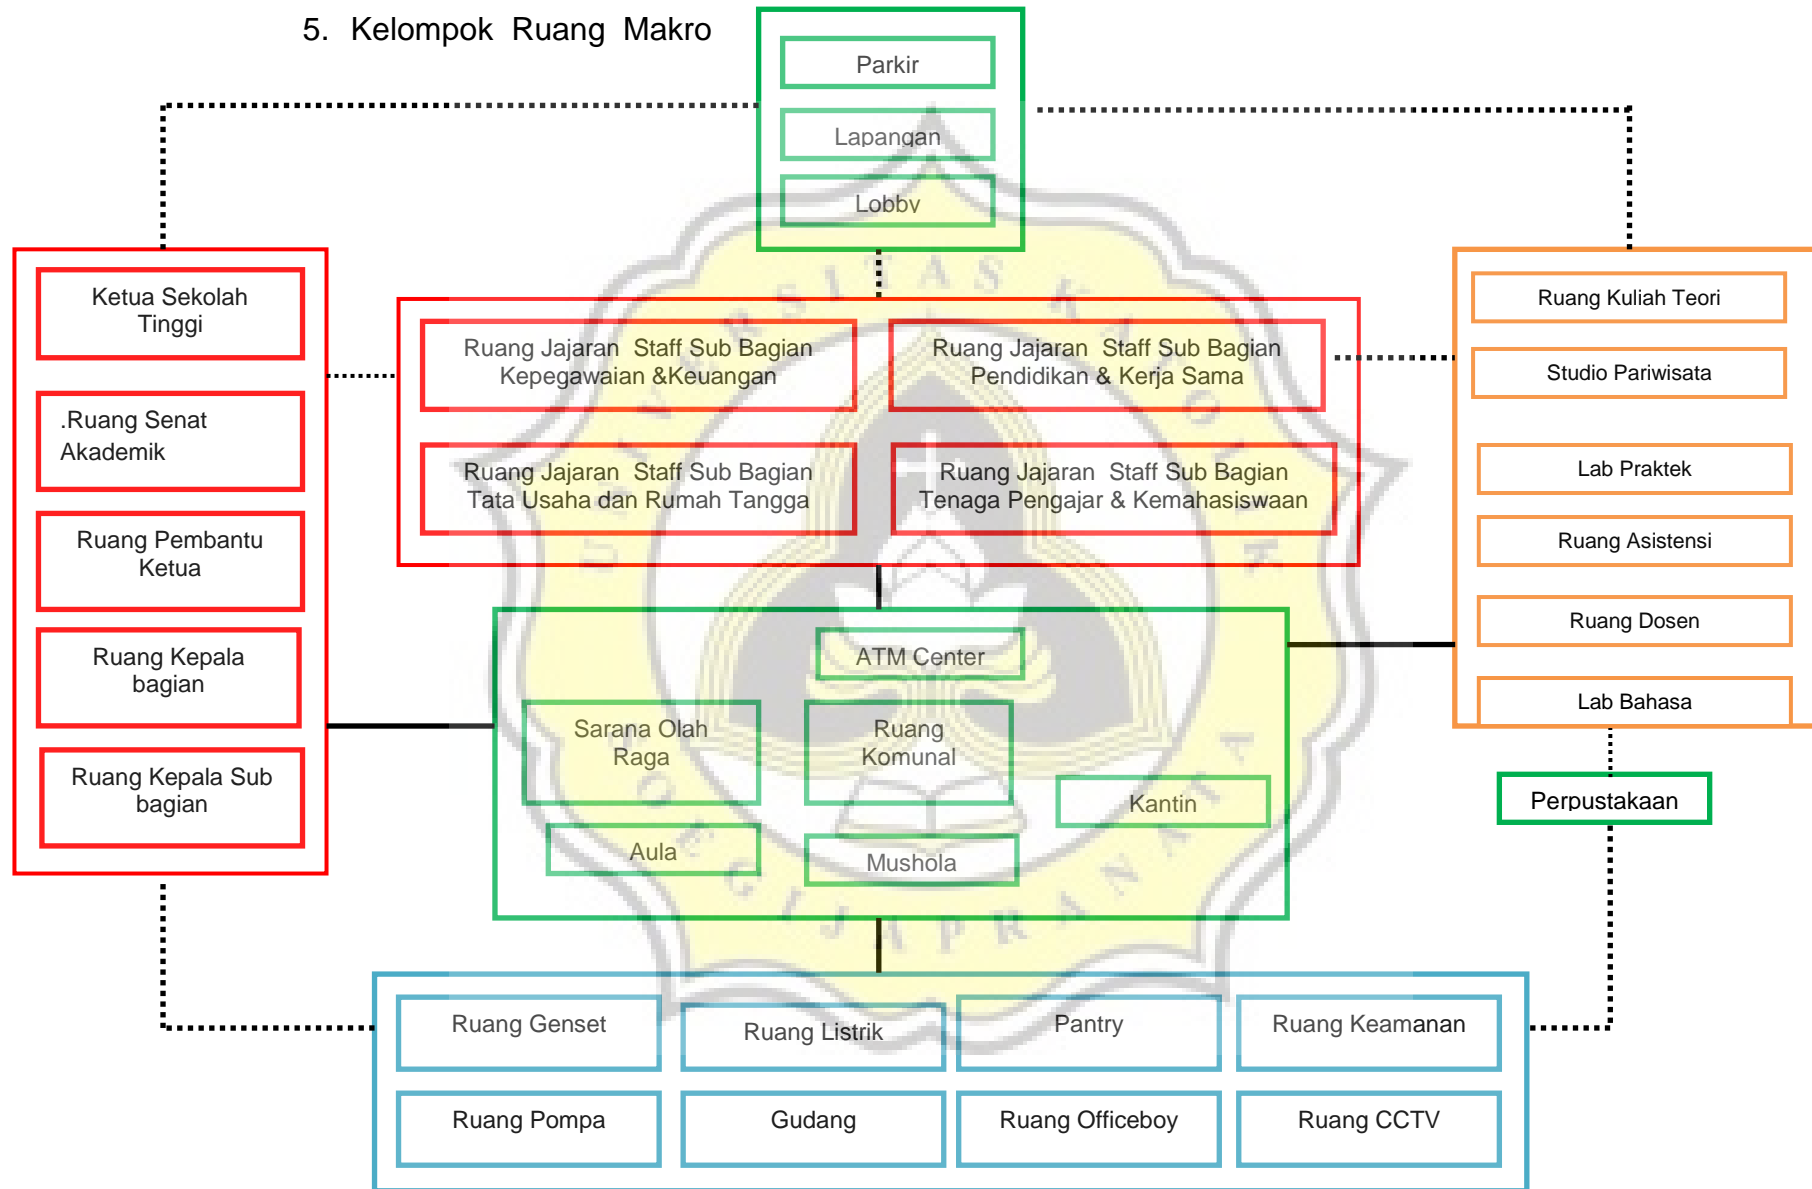 5. Kelompok Ruang Makro
Parkir
Lapangan
Lobby
Ketua Sekolah
Tinggi
.Ruang Senat
Akademik
Ruang Pembantu
Ketua
Ruang Kepala
bagian
Ruang Kepala Sub
bagian
Ruang Jajaran Staff Sub Bagian
Kepegawaian &Keuangan
Ruang Jajaran Staff Sub Bagian
Pendidikan & Kerja Sama
Ruang Jajaran Staff Sub Bagian
Tata Usaha dan Rumah Tangga
Ruang Jajaran Staff Sub Bagian
Tenaga Pengajar & Kemahasiswaan
Ruang Kuliah Teori
Studio Pariwisata
Lab Praktek
Ruang Asistensi
Ruang Dosen
Lab Bahasa
Perpustakaan
ATM Center
Sarana Olah
Raga
Ruang
Komunal
Kantin
Aula
Mushola
Ruang Genset
Ruang Listrik
Pantry
Ruang Keamanan
Ruang Pompa
Gudang
Ruang Officeboy
Ruang CCTV
UNIVERSITAS KATOLIK
SOEGIJAPRANATA